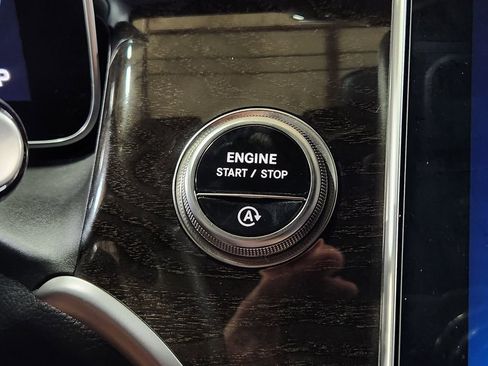 P
ENGINE
START / STOP
A